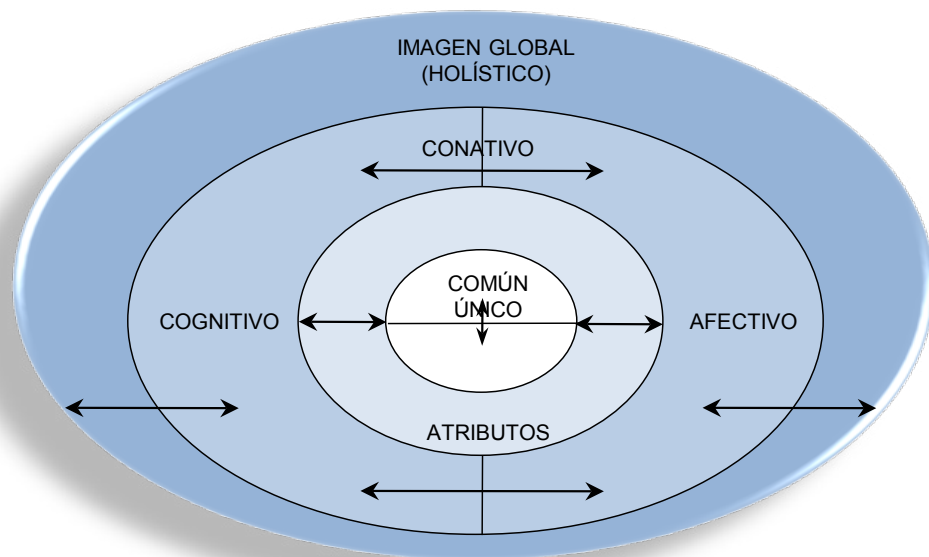 IMAGEN GLOBAL
(HOLÍSTICO)
CONATIVO
COMÚN
ÚNICO
COGNITIVO
AFECTIVO
ATRIBUTOS